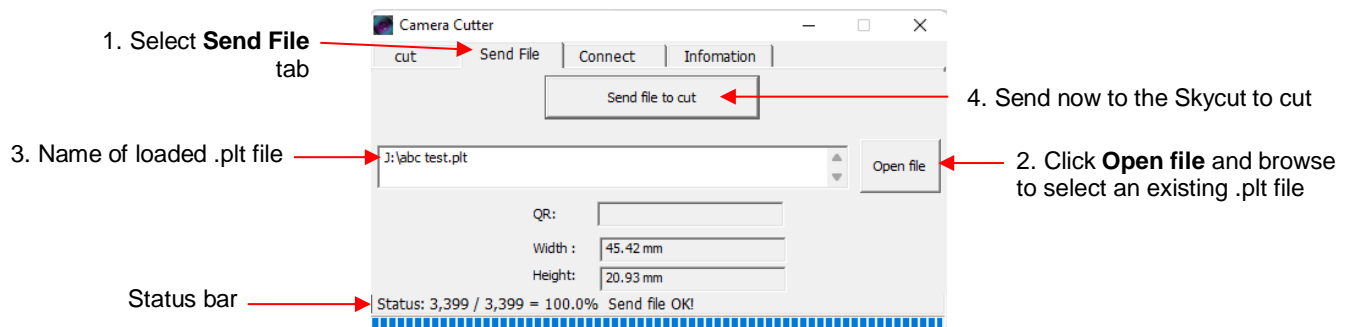 Camera Cutter
1. Select Send File
tab
cut Send File Connect Infomation
Send file to cut
4. Send now to the Skycut to cut
3. Name of loaded .plt file
J:\abc test.plt
Open file
2. Click Open file and browse
to select an existing .plt file
QR:
Width : 45.42 mm
Height: 20.93 mm
Status bar
Status: 3,399 / 3,399 = 100.0% Send file OK!